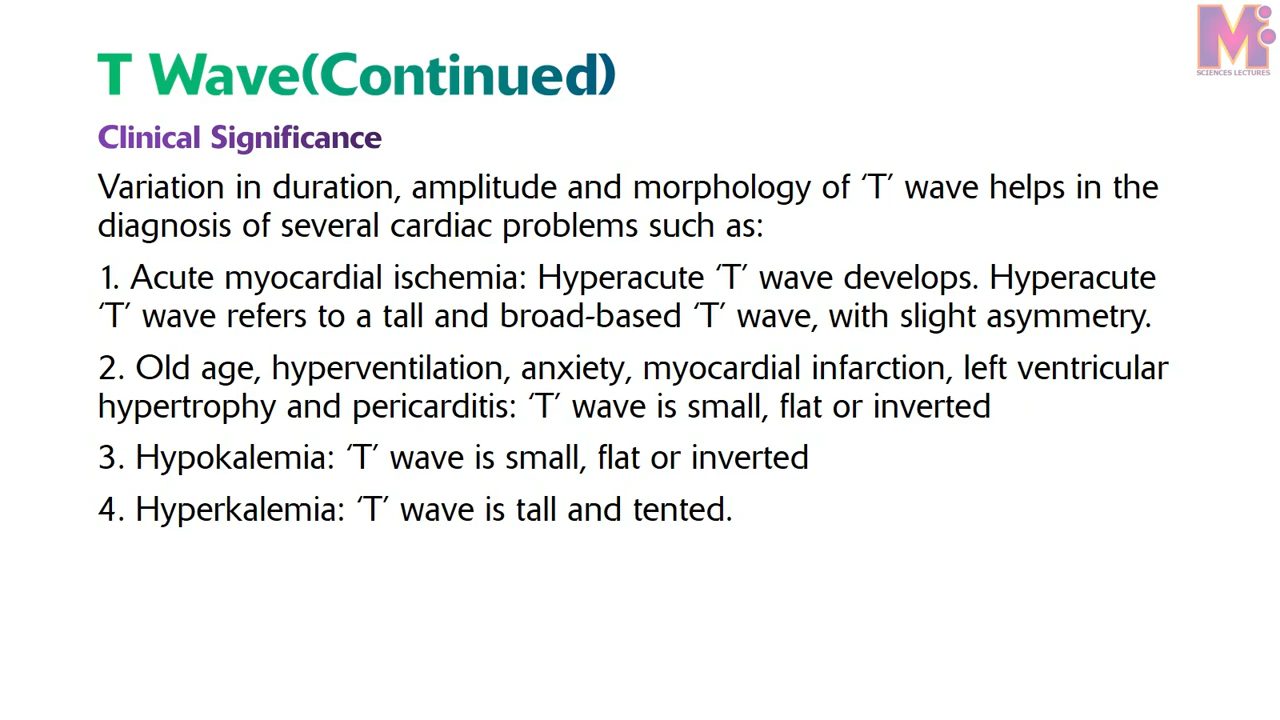 M
SCIENCES LECTURES
T Wave(Continued)
Clinical Significance
Variation in duration, amplitude and morphology of ‘T’ wave helps in the
diagnosis of several cardiac problems such as:
1. Acute myocardial ischemia: Hyperacute ‘T’ wave develops. Hyperacute
‘T’ wave refers to a tall and broad-based ‘T’ wave, with slight asymmetry.
2. Old age, hyperventilation, anxiety, myocardial infarction, left ventricular
hypertrophy and pericarditis: ‘T’ wave is small, flat or inverted
3. Hypokalemia: ‘T’ wave is small, flat or inverted
4. Hyperkalemia: ‘T’ wave is tall and tented.